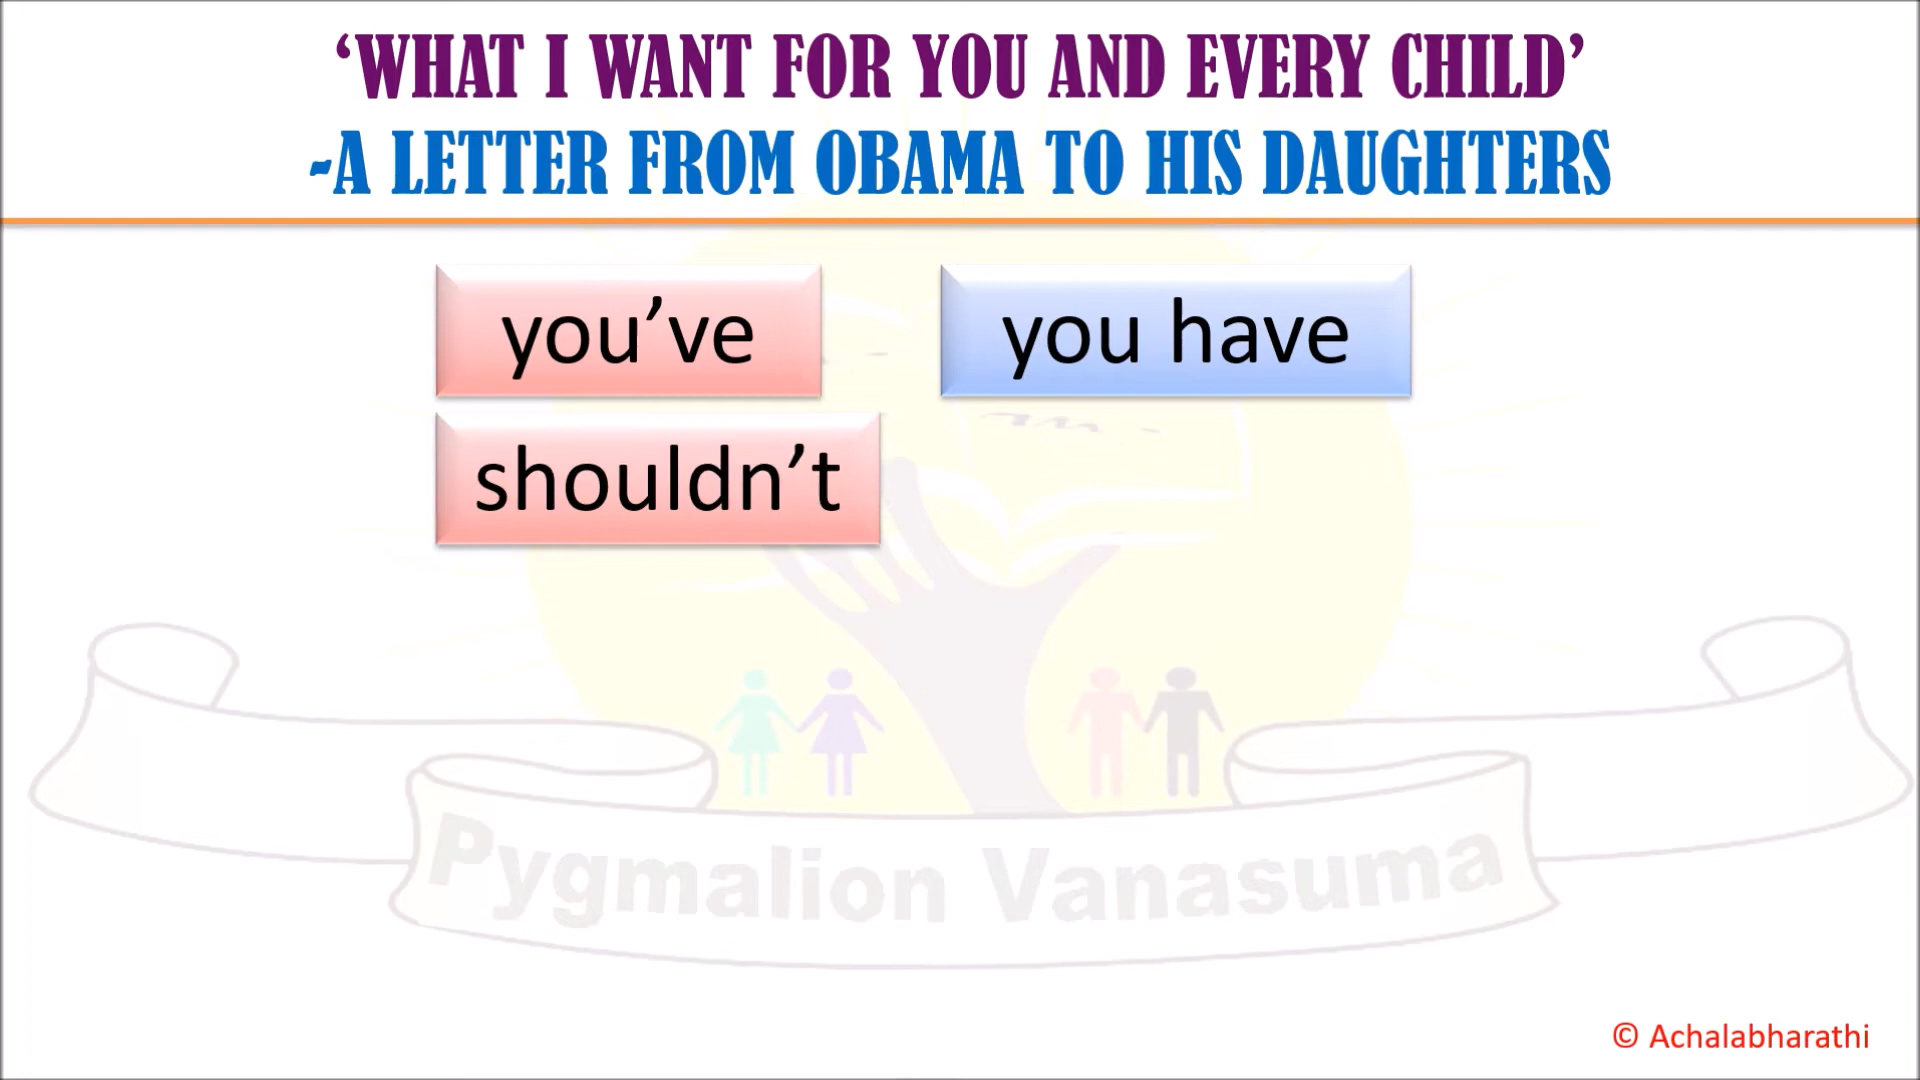 ‘WHAT I WANT FOR YOU AND EVERY CHILD’
-A LETTER FROM OBAMA TO HIS DAUGHTERS
you’ve you have
shouldn’t
Pygmalion Vanasuma
© Achalabharathi